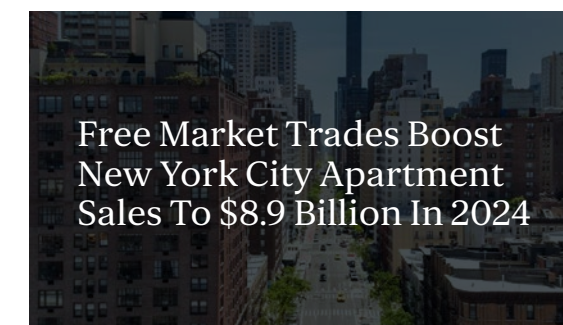 Free Market Trades Boost
New York City Apartment
Sales To $8.9 Billion In 2024